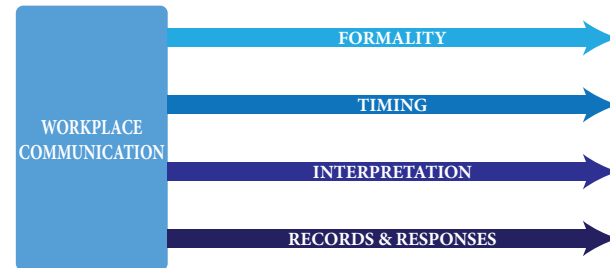 WORKPLACE
COMMUNICATION
FORMALITY
TIMING
INTERPRETATION
RECORDS & RESPONSES